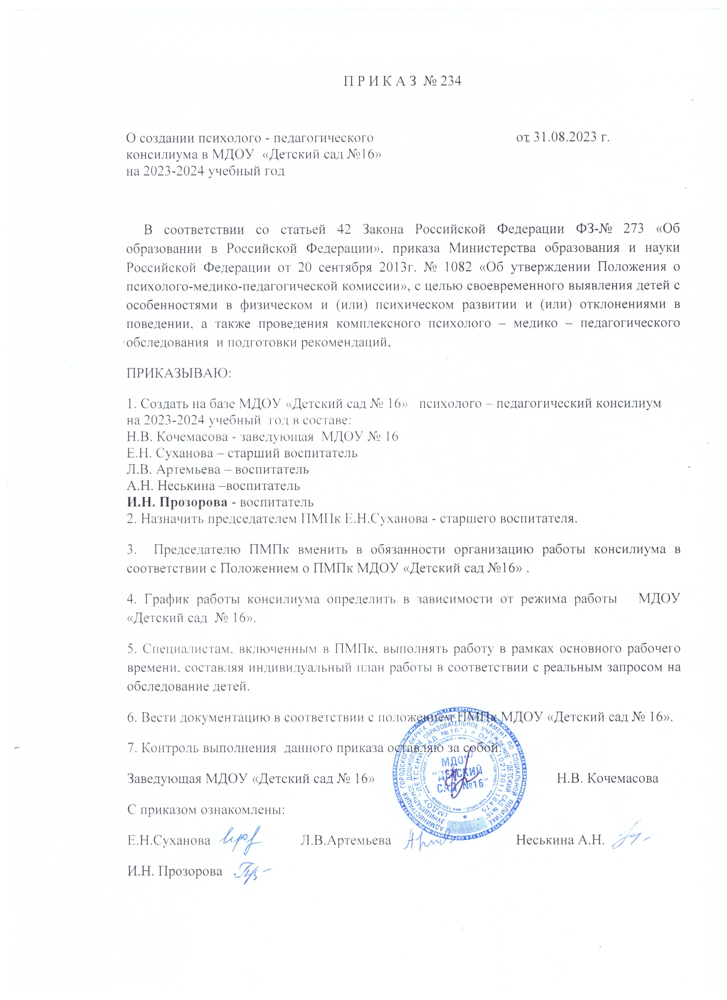 П Р И К А З № 234
О создании психолого - педагогического от 31.08.2023 г.
консилиума в МДОУ «Детский сад №16»
на 2023-2024 учебный год
В соответствии со статьей 42 Закона Российской Федерации ФЗ-№ 273 «Об
образовании в Российской Федерации», приказа Министерства образования и науки
Российской Федерации от 20 сентября 2013г. № 1082 «Об утверждении Положения о
психолого-медико-педагогической комиссии», с целью своевременного выявления детей с
особенностями в физическом и (или) психическом развитии и (или) отклонениями в
поведении, а также проведения комплексного психолого – медико – педагогического
обследования и подготовки рекомендаций,
ПРИКАЗЫВАЮ:
1. Создать на базе МДОУ «Детский сад № 16» психолого – педагогический консилиум
на 2023-2024 учебный год в составе:
Н.В. Кочемасова - заведующая МДОУ № 16
Е.Н. Суханова – старший воспитатель
Л.В. Артемьева – воспитатель
А.Н. Неськина –воспитатель
И.Н. Прозорова - воспитатель
2. Назначить председателем ПМПк Е.Н.Суханова - старшего воспитателя.
3. Председателю ПМПк вменить в обязанности организацию работы консилиума в
соответствии с Положением о ПМПк МДОУ «Детский сад №16» .
4. График работы консилиума определить в зависимости от режима работы МДОУ
«Детский сад № 16».
5. Специалистам, включенным в ПМПк, выполнять работу в рамках основного рабочего
времени, составляя индивидуальный план работы в соответствии с реальным запросом на
обследование детей.
6. Вести документацию в соответствии с положением ПМПк МДОУ «Детский сад № 16».
7. Контроль выполнения данного приказа оставляю за собой.
МДОУ
"ДЕТСКИЙ
САД №16"
Заведующая МДОУ «Детский сад № 16» Н.В. Кочемасова
С приказом ознакомлены:
Е.Н.Суханова Л.В.Артемьева Неськина А.Н.
И.Н. Прозорова